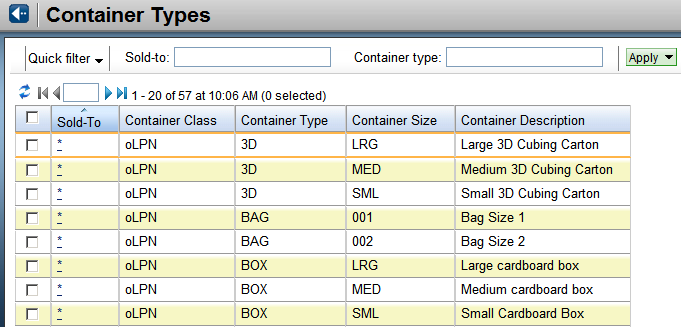 Container Types
Quick filter Sold-to: Container type: Apply
1 - 20 of 57 at 10:06 AM (0 selected)
Sold-To Container Class Container Type Container Size Container Description
* oLPN 3D LRG Large 3D Cubing Carton
* oLPN 3D MED Medium 3D Cubing Carton
* oLPN 3D SML Small 3D Cubing Carton
* oLPN BAG 001 Bag Size 1
* oLPN BAG 002 Bag Size 2
* oLPN BOX LRG Large cardboard box
* oLPN BOX MED Medium cardboard box
* oLPN BOX SML Small Cardboard Box